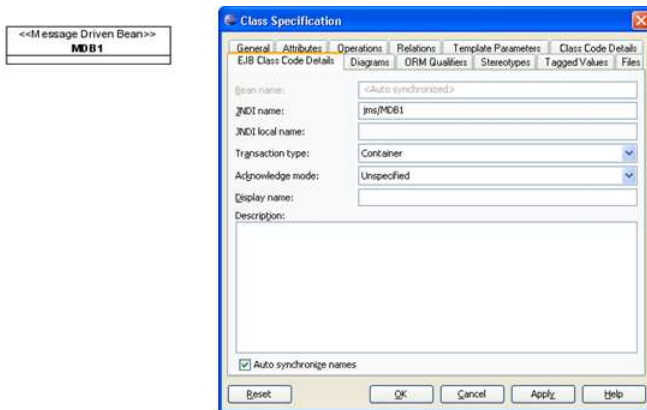 <<Message Driven Bean>>
MDB1
Class Specification
General Attributes Operations Relations Template Parameters Class Code Details
EJB Class Code Details Diagrams ORM Qualifiers Stereotypes Tagged Values Files
Bean name: <Auto synchronized>
JNDI name: jms/MDB1
JNDI local name:
Transaction type: Container
Acknowledge mode: Unspecified
Display name:
Description:
Auto synchronize names
Reset OK Cancel Apply Help